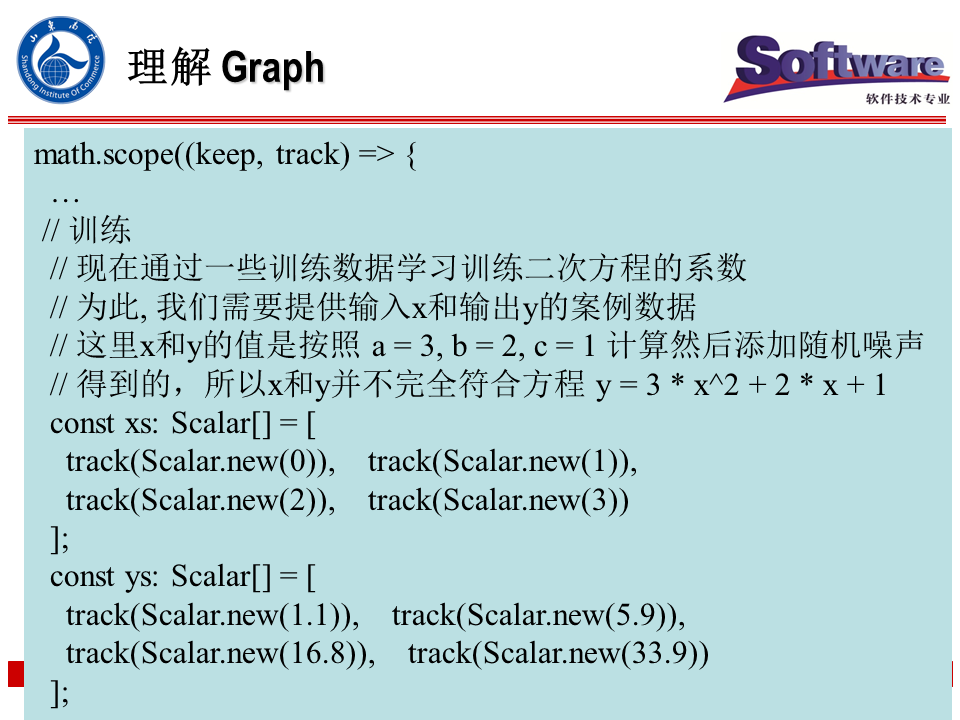 理解 Graph
山东商院
Shandong Institute Of Commerce
Software
软件技术专业
math.scope((keep, track) => {
…
// 训练
// 现在通过一些训练数据学习训练二次方程的系数
// 为此, 我们需要提供输入x和输出y的案例数据
// 这里x和y的值是按照 a = 3, b = 2, c = 1 计算然后添加随机噪声
// 得到的，所以x和y并不完全符合方程 y = 3 * x^2 + 2 * x + 1
const xs: Scalar[] = [
track(Scalar.new(0)), track(Scalar.new(1)),
track(Scalar.new(2)), track(Scalar.new(3))
];
const ys: Scalar[] = [
track(Scalar.new(1.1)), track(Scalar.new(5.9)),
track(Scalar.new(16.8)), track(Scalar.new(33.9))
];